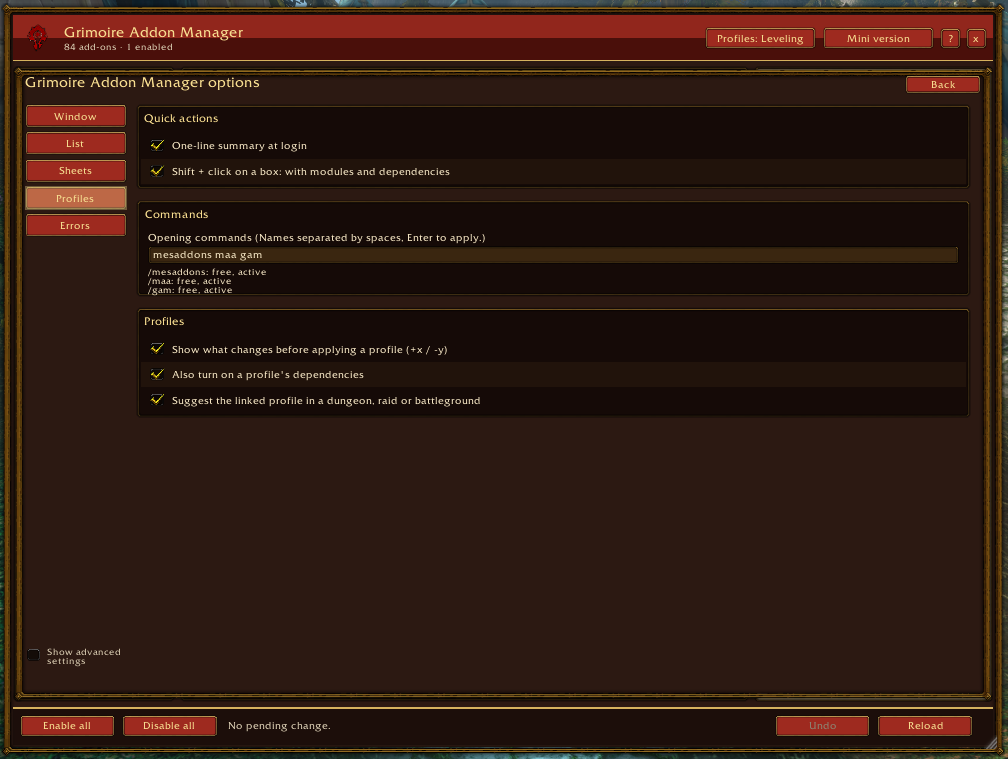 Grimoire Addon Manager
84 add-ons · 1 enabled
Profiles: Leveling
Mini version
?
x
Grimoire Addon Manager options
Back
Window
List
Sheets
Profiles
Errors
Quick actions
One-line summary at login
Shift + click on a box: with modules and dependencies
Commands
Opening commands (Names separated by spaces, Enter to apply.)
mesaddons maa gam
/mesaddons: free, active
/maa: free, active
/gam: free, active
Profiles
Show what changes before applying a profile (+x / -y)
Also turn on a profile's dependencies
Suggest the linked profile in a dungeon, raid or battleground
Show advanced
settings
Enable all
Disable all
No pending change.
Undo
Reload